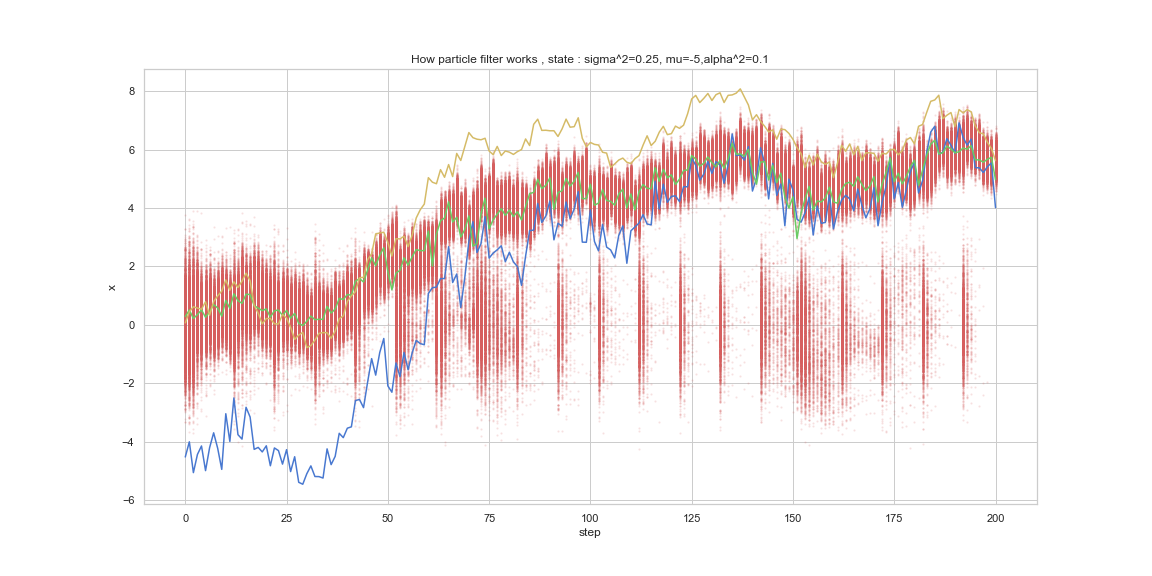 How particle filter works , state : sigma^2=0.25, mu=-5,alpha^2=0.1
8
6
4
2
0
−2
−4
−6
x
0 25 50 75 100 125 150 175 200
step